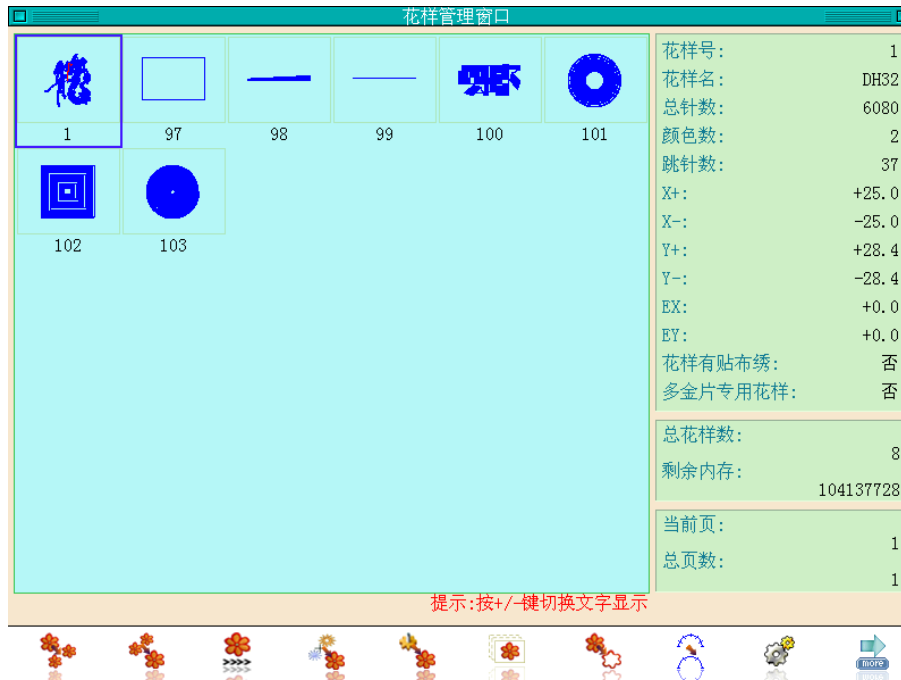 花样管理窗口
1 97 98 99 100 101
102 103
花样号: 1
花样名: DH32
总针数: 6080
颜色数: 2
跳针数: 37
X+: +25.0
X-: -25.0
Y+: +28.4
Y-: -28.4
EX: +0.0
EY: +0.0
花样有贴布绣: 否
多金片专用花样: 否
总花样数:
8
剩余内存:
104137728
当前页:
1
总页数:
1
提示:按+/-键切换文字显示
more